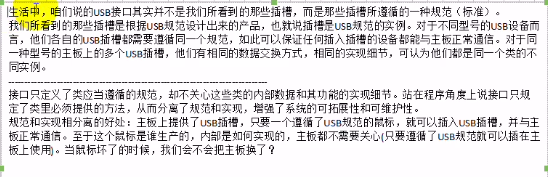 生活中，咱们说的USB接口其实并不是我们所看到的那些插槽，而是那些插槽所遵循的一种规范（标准）。
我们所看到的那些插槽是根据USB规范设计出来的产品，也就说插槽是USB规范的实例。对于不同型号的USB设备而
言，他们各自的USB插槽都需要遵循同一个规范，如此可以保证任何插入插槽的设备都能与主板正常通信。对于同
一种型号的主板上的多个USB插槽，他们有相同的数据交换方式，相同的实现细节，可认为他们都是同一个类的不
同实例。
接口只定义了类应当遵循的规范，却不关心这些类的内部数据和其功能的实现细节。站在程序角度上说接口只规
定了类里必须提供的方法，从而分离了规范和实现，增强了系统的可拓展性和可维护性。
规范和实现相分离的好处：主板上提供了USB插槽，只要一个遵循了USB规范的鼠标，就可以插入USB插槽，并与主
板正常通信。至于这个鼠标是谁生产的，内部是如何实现的，主板都不需要关心(只要遵循了USB规范就可以插在主
板上使用)。当鼠标坏了的时候，我们会不会把主板换了？